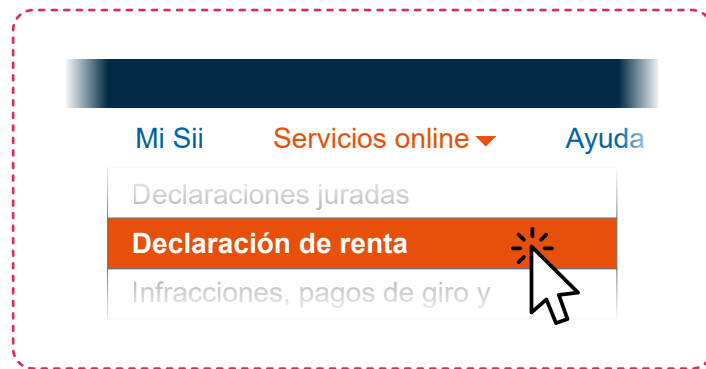 Mi Sii Servicios online Ayuda
Declaraciones juradas
Declaración de renta
Infracciones, pagos de giro y